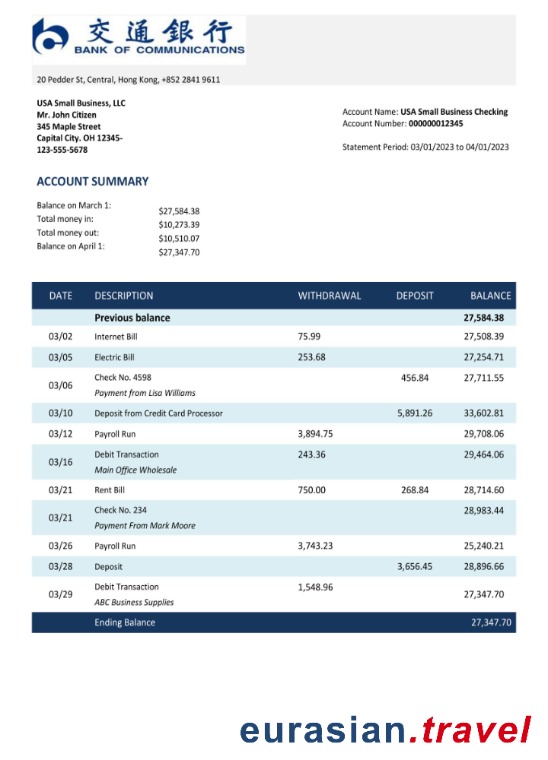 交通銀行
BANK OF COMMUNICATIONS
20 Pedder St, Central, Hong Kong, +852 2841 9611
USA Small Business, LLC
Mr. John Citizen
345 Maple Street
Capital City. OH 12345-
123-555-5678
Account Name: USA Small Business Checking
Account Number: 000000012345
Statement Period: 03/01/2023 to 04/01/2023
ACCOUNT SUMMARY
Balance on March 1: $27,584.38
Total money in: $10,273.39
Total money out: $10,510.07
Balance on April 1: $27,347.70
DATE DESCRIPTION WITHDRAWAL DEPOSIT BALANCE
Previous balance 27,584.38
03/02 Internet Bill 75.99 27,508.39
03/05 Electric Bill 253.68 27,254.71
03/06 Check No. 4598 456.84 27,711.55
Payment from Lisa Williams
03/10 Deposit from Credit Card Processor 5,891.26 33,602.81
03/12 Payroll Run 3,894.75 29,708.06
03/16 Debit Transaction 243.36 29,464.06
Main Office Wholesale
03/21 Rent Bill 750.00 268.84 28,714.60
03/21 Check No. 234 28,983.44
Payment From Mark Moore
03/26 Payroll Run 3,743.23 25,240.21
03/28 Deposit 3,656.45 28,896.66
03/29 Debit Transaction 1,548.96 27,347.70
ABC Business Supplies
Ending Balance 27,347.70
eurasian.travel